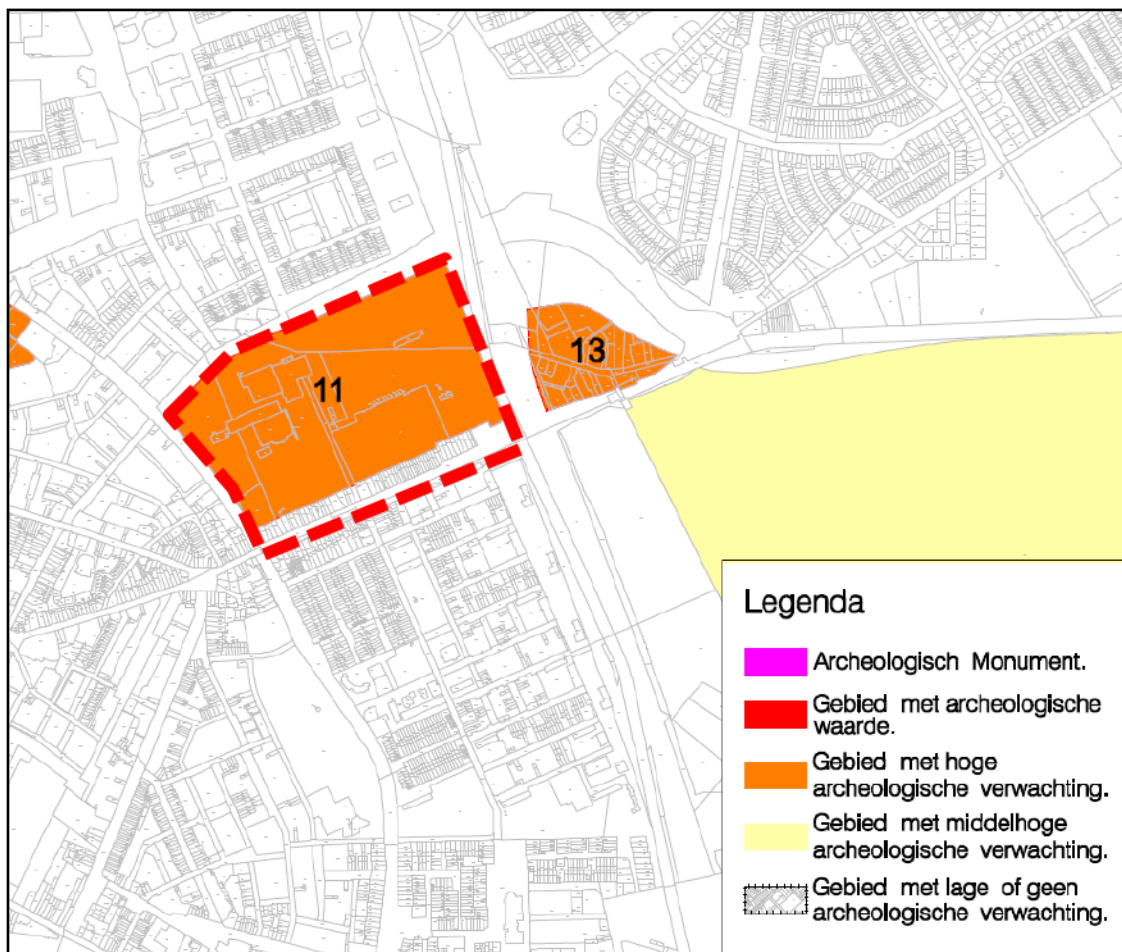 11
13
Legenda
Archeologisch Monument.
Gebied met archeologische
waarde.
Gebied met hoge
archeologische verwachting.
Gebied met middelhoge
archeologische verwachting.
Gebied met lage of geen
archeologische verwachting.